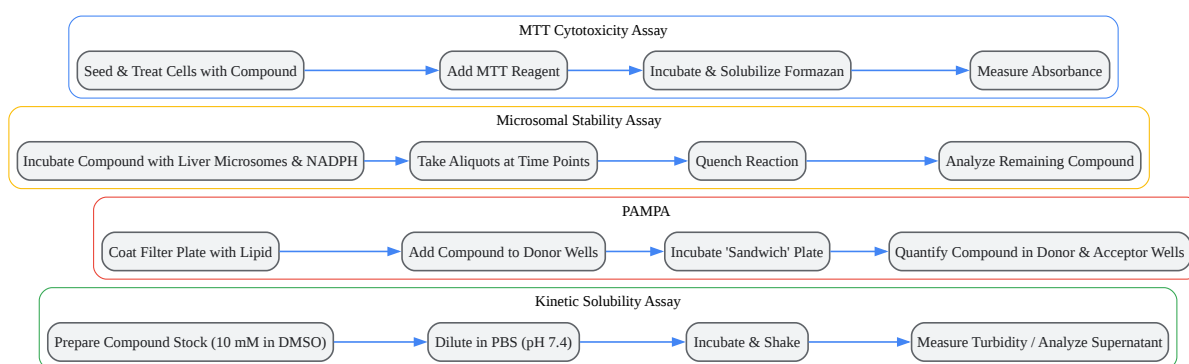 MTT Cytotoxicity Assay
Seed & Treat Cells with Compound
Add MTT Reagent
Incubate & Solubilize Formazan
Measure Absorbance
Microsomal Stability Assay
Incubate Compound with Liver Microsomes & NADPH
Take Aliquots at Time Points
Quench Reaction
Analyze Remaining Compound
PAMPA
Coat Filter Plate with Lipid
Add Compound to Donor Wells
Incubate 'Sandwich' Plate
Quantify Compound in Donor & Acceptor Wells
Kinetic Solubility Assay
Prepare Compound Stock (10 mM in DMSO)
Dilute in PBS (pH 7.4)
Incubate & Shake
Measure Turbidity / Analyze Supernatant